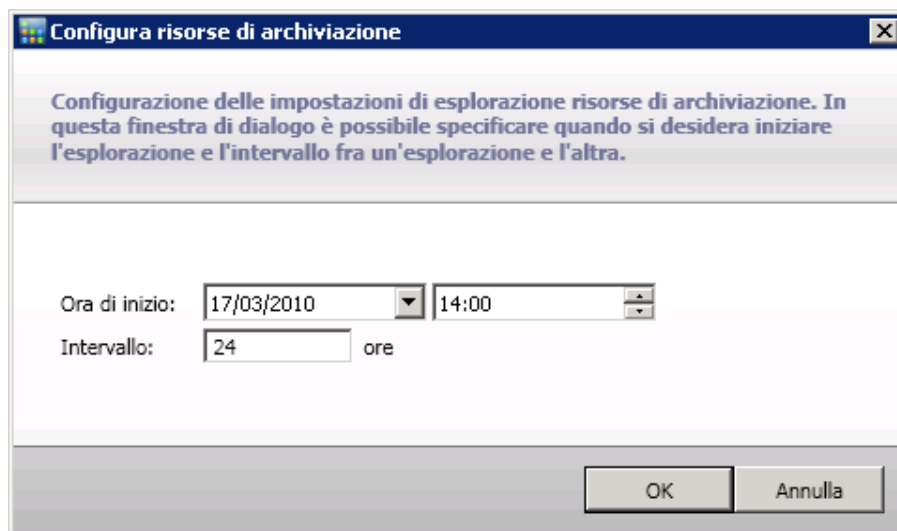 Configura risorse di archiviazione
Configurazione delle impostazioni di esplorazione risorse di archiviazione. In
questa finestra di dialogo è possibile specificare quando si desidera iniziare
l'esplorazione e l'intervallo fra un'esplorazione e l'altra.
Ora di inizio: 17/03/2010 14:00
Intervallo: 24 ore
OK Annulla